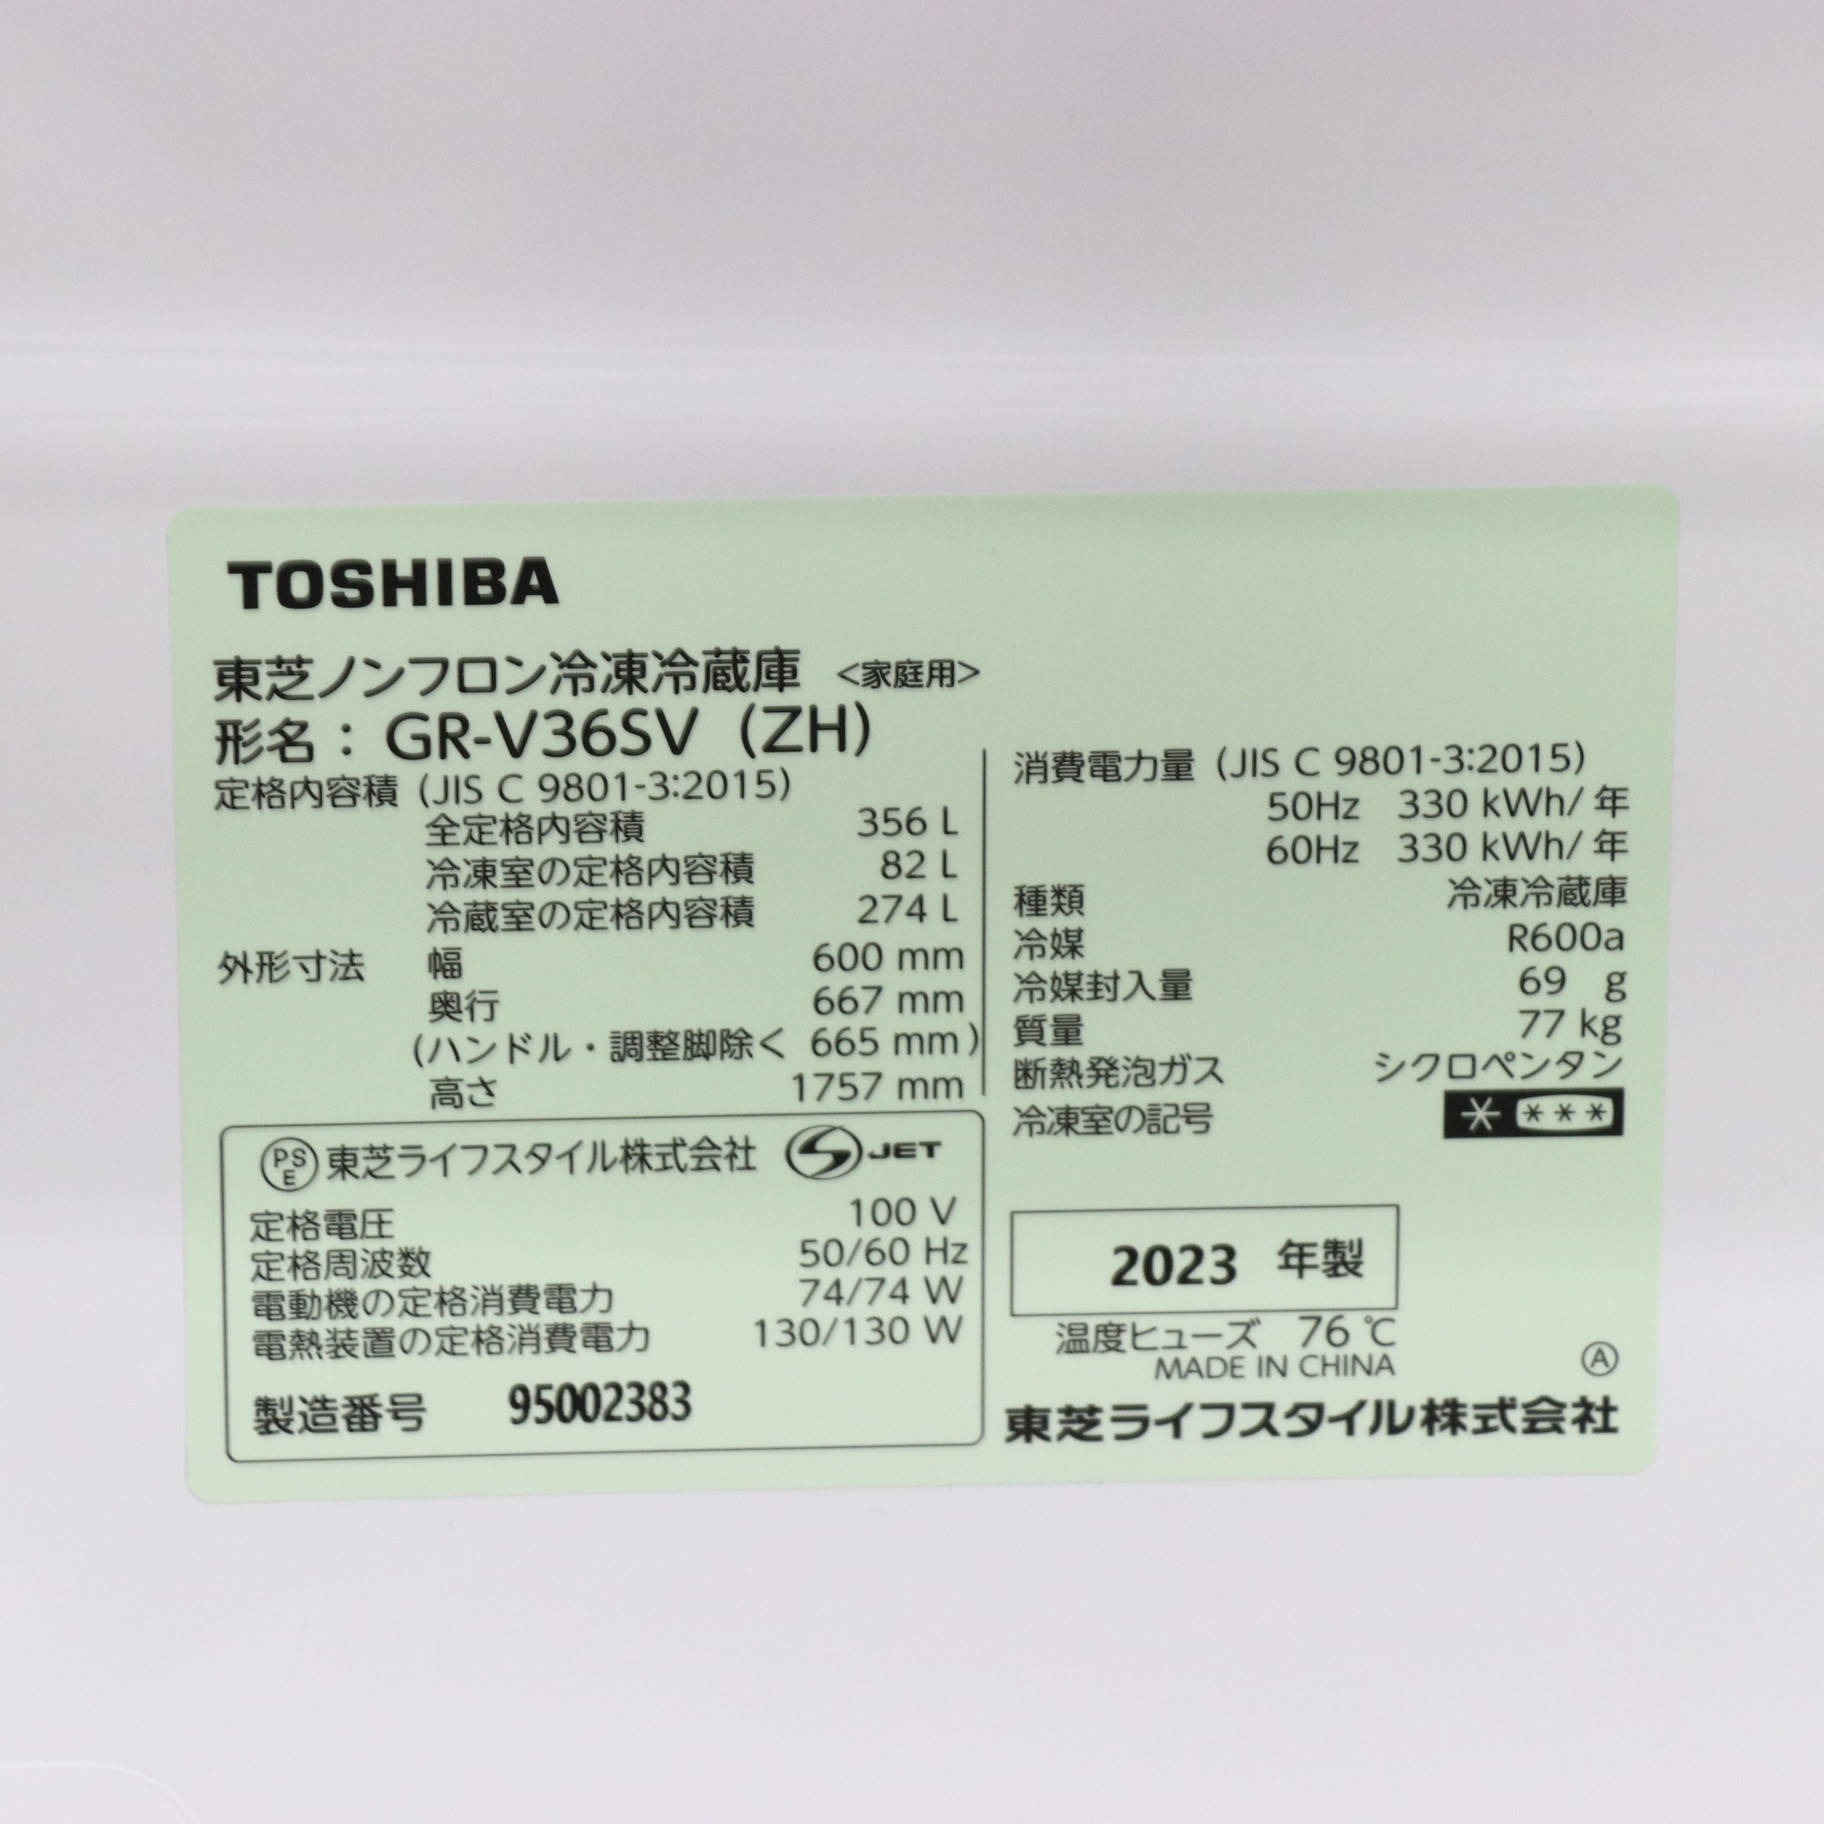 TOSHIBA
東芝ノンフロン冷凍冷蔵庫 <家庭用>
形名：GR-V36SV (ZH)
定格内容積 (JIS C 9801-3:2015)
全定格内容積 356 L
冷凍室の定格内容積 82 L
冷蔵室の定格内容積 274 L
外形寸法 幅 600 mm
奥行 667 mm
(ハンドル・調整脚除く 665 mm)
高さ 1757 mm
PSE 東芝ライフスタイル株式会社 JET
定格電圧 100 V
定格周波数 50/60 Hz
電動機の定格消費電力 74/74 W
電熱装置の定格消費電力 130/130 W
製造番号 95002383
消費電力量 (JIS C 9801-3:2015)
50Hz 330 kWh/年
60Hz 330 kWh/年
種類 冷凍冷蔵庫
冷媒 R600a
冷媒封入量 69 g
質量 77 kg
断熱発泡ガス シクロペンタン
冷凍室の記号 * ***
2023 年製
温度ヒューズ 76 ℃
MADE IN CHINA
Ⓐ
東芝ライフスタイル株式会社